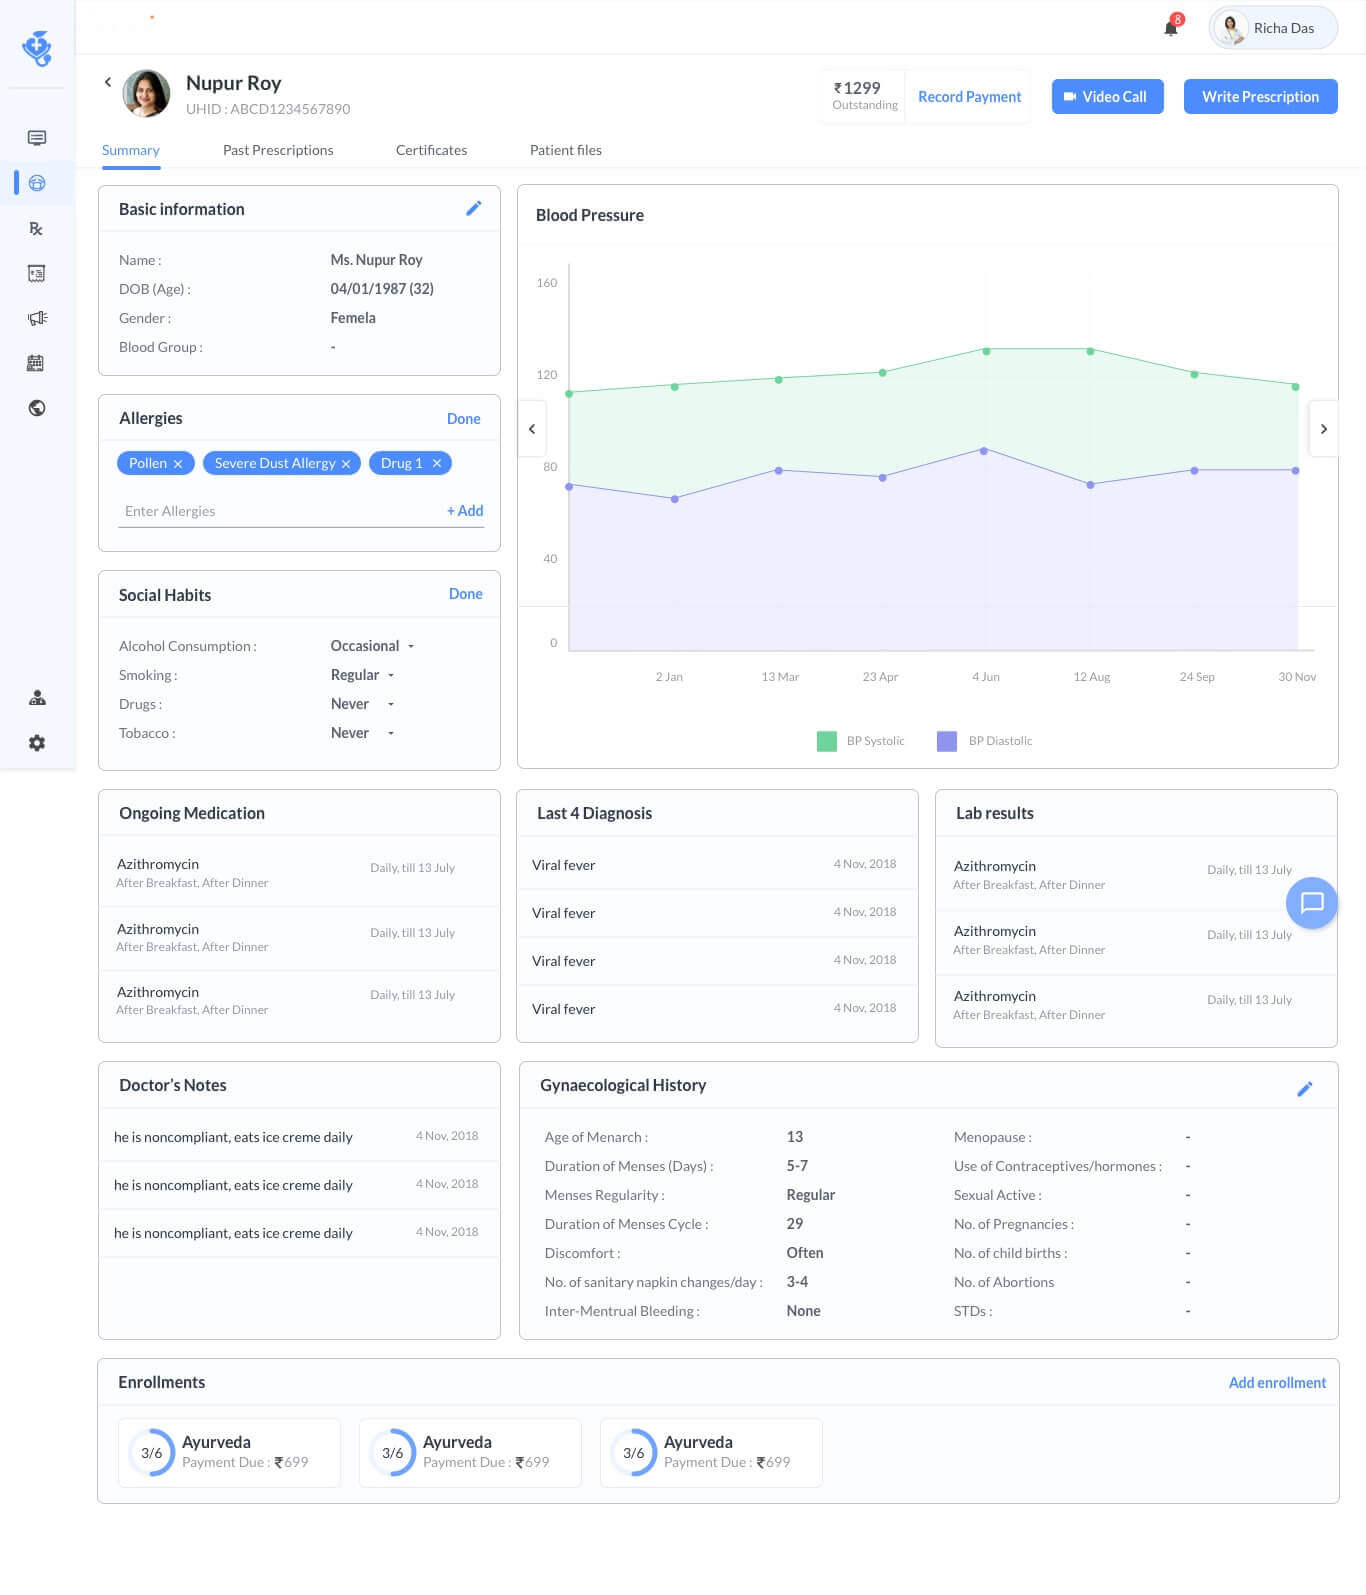 8
Richa Das
Nupur Roy
UHID : ABCD1234567890
₹1299
Outstanding
Record Payment
Video Call
Write Prescription
Summary
Past Prescriptions
Certificates
Patient files
Basic information
Name :
Ms. Nupur Roy
DOB (Age) :
04/01/1987 (32)
Gender :
Femela
Blood Group :
-
Allergies
Done
Pollen ×
Severe Dust Allergy ×
Drug 1 ×
Enter Allergies
+ Add
Social Habits
Done
Alcohol Consumption :
Occasional
Smoking :
Regular
Drugs :
Never
Tobacco :
Never
Blood Pressure
160
120
80
40
0
2 Jan
13 Mar
23 Apr
4 Jun
12 Aug
24 Sep
30 Nov
BP Systolic
BP Diastolic
Rx
Ongoing Medication
Azithromycin
Daily, till 13 July
After Breakfast, After Dinner
Azithromycin
Daily, till 13 July
After Breakfast, After Dinner
Azithromycin
Daily, till 13 July
After Breakfast, After Dinner
Last 4 Diagnosis
Viral fever
4 Nov, 2018
Viral fever
4 Nov, 2018
Viral fever
4 Nov, 2018
Viral fever
4 Nov, 2018
Lab results
Azithromycin
Daily, till 13 July
After Breakfast, After Dinner
Azithromycin
Daily, till 13 July
After Breakfast, After Dinner
Azithromycin
Daily, till 13 July
After Breakfast, After Dinner
Doctor's Notes
he is noncompliant, eats ice creme daily
4 Nov, 2018
he is noncompliant, eats ice creme daily
4 Nov, 2018
he is noncompliant, eats ice creme daily
4 Nov, 2018
Gynaecological History
Age of Menarch :
13
Duration of Menses (Days) :
5-7
Menses Regularity :
Regular
Duration of Menses Cycle :
29
Discomfort :
Often
No. of sanitary napkin changes/day :
3-4
Inter-Mentrual Bleeding :
None
Menopause :
-
Use of Contraceptives/hormones :
-
Sexual Active :
-
No. of Pregnancies :
-
No. of child births :
-
No. of Abortions
-
STDs :
-
Enrollments
Add enrollment
3/6
Ayurveda
Payment Due : ₹699
3/6
Ayurveda
Payment Due : ₹699
3/6
Ayurveda
Payment Due : ₹699